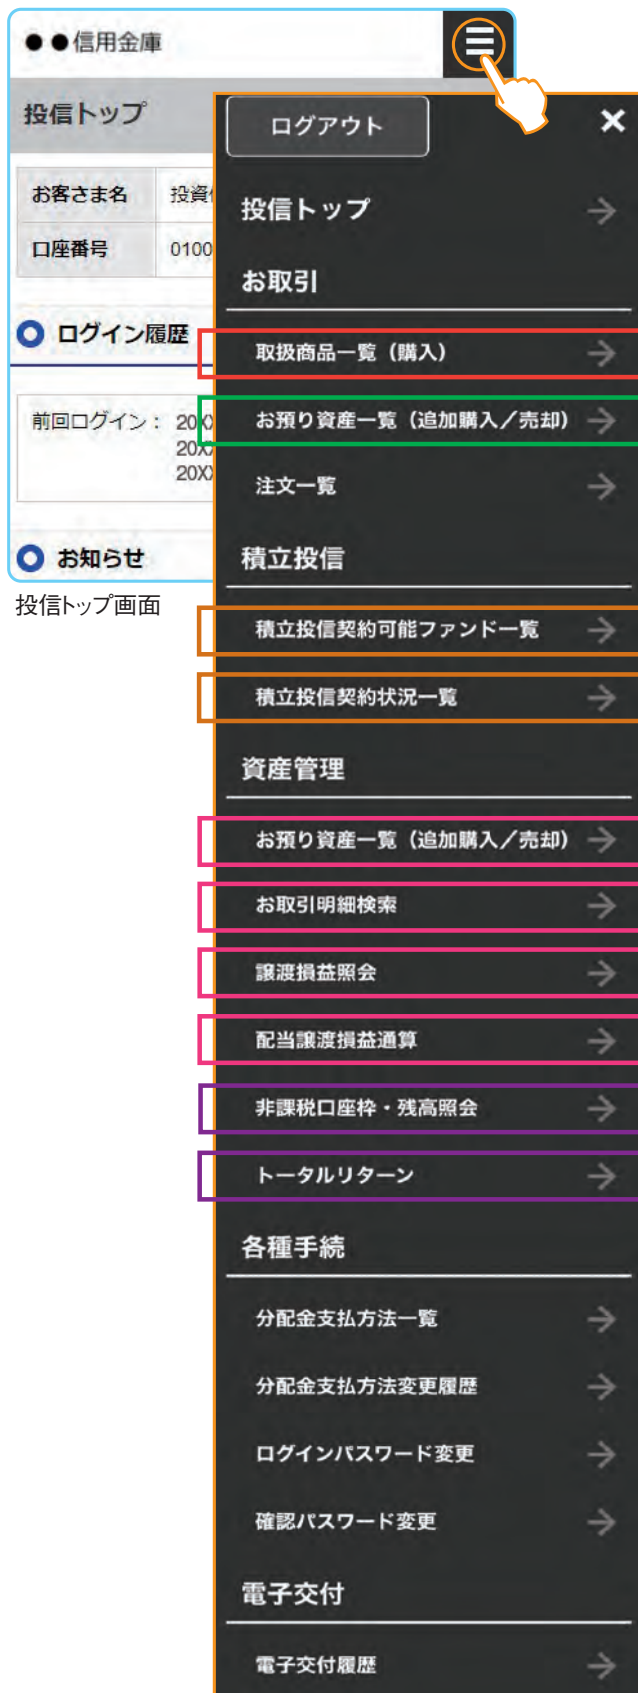 ●●信用金庫
投信トップ
お客さま名 投資信
口座番号 0100
ログイン履歴
前回ログイン： 20XX
20XX
20XX
お知らせ
投信トップ画面
ログアウト
投信トップ
お取引
取扱商品一覧（購入）
お預り資産一覧（追加購入／売却）
注文一覧
積立投信
積立投信契約可能ファンド一覧
積立投信契約状況一覧
資産管理
お預り資産一覧（追加購入／売却）
お取引明細検索
譲渡損益照会
配当譲渡損益通算
非課税口座枠・残高照会
トータルリターン
各種手続
分配金支払方法一覧
分配金支払方法変更履歴
ログインパスワード変更
確認パスワード変更
電子交付
電子交付履歴